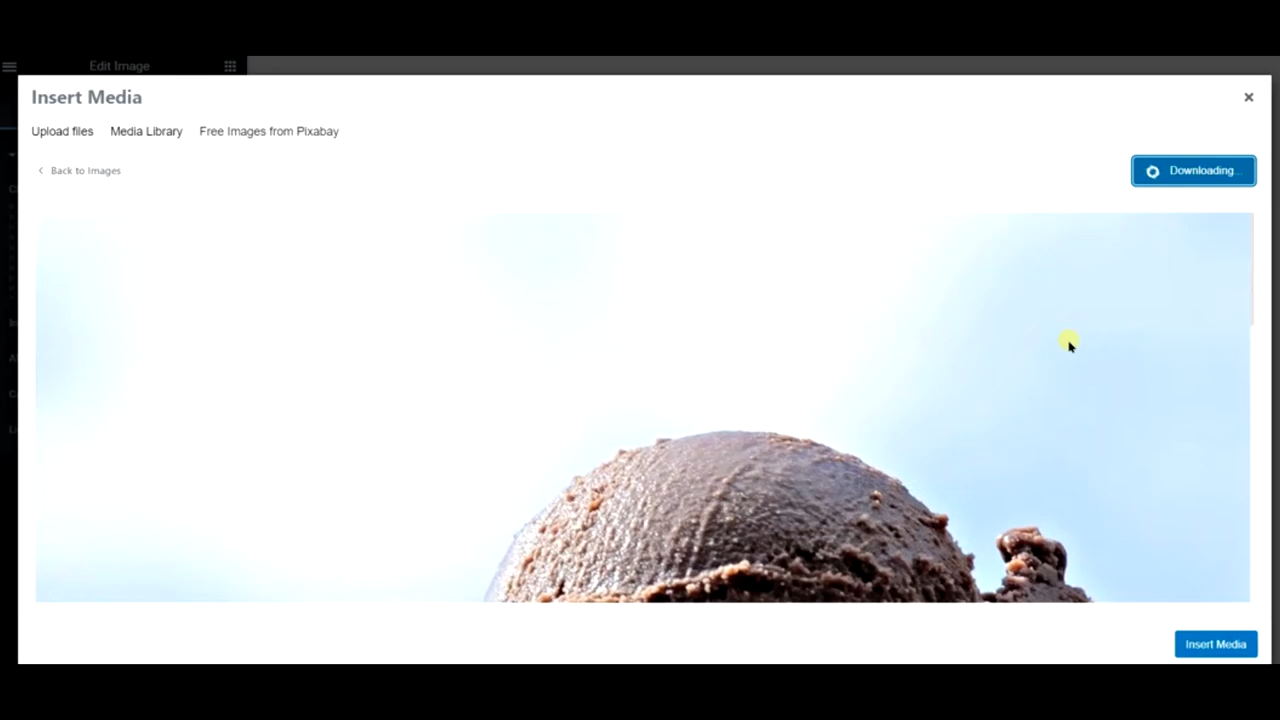 Edit Image
Insert Media
Upload files Media Library Free Images from Pixabay
Back to Images
Downloading...
Insert Media